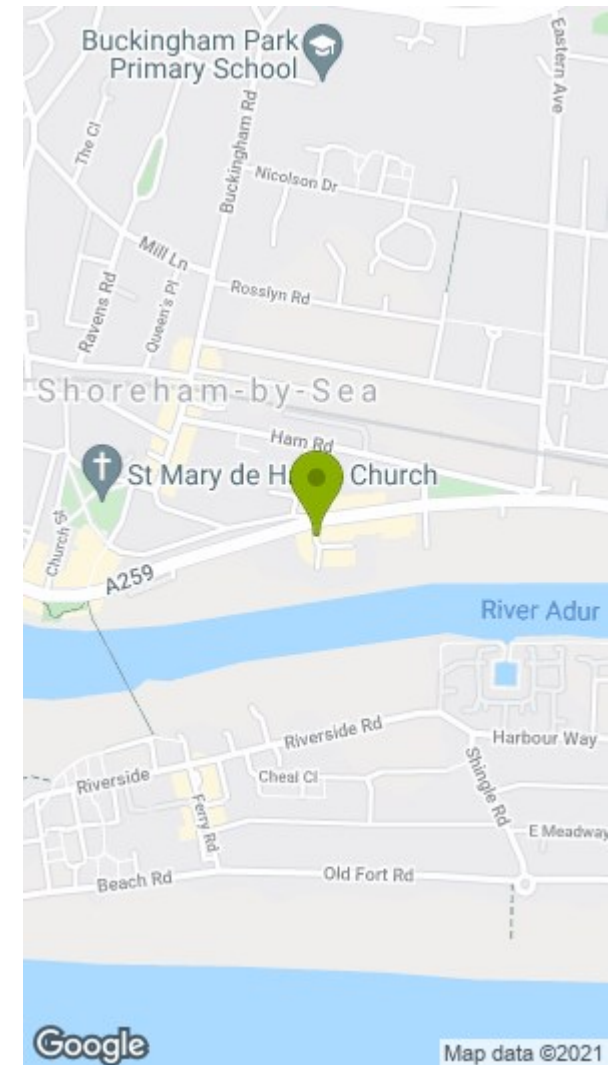 Buckingham Park
Primary School
Eastern Ave
The Cl
Buckingham Rd
Nicolson Dr
Mill Ln
Ravens Rd
Queen's Pl
Rosslyn Rd
Shoreham-by-Sea
Ham Rd
St Mary de H Church
Church St
A259
River Adur
Riverside Rd
Harbour Way
Riverside
Cheal Cl
Shingle Rd
Ferry Rd
E Meadway
Beach Rd
Old Fort Rd
Google
Map data ©2021